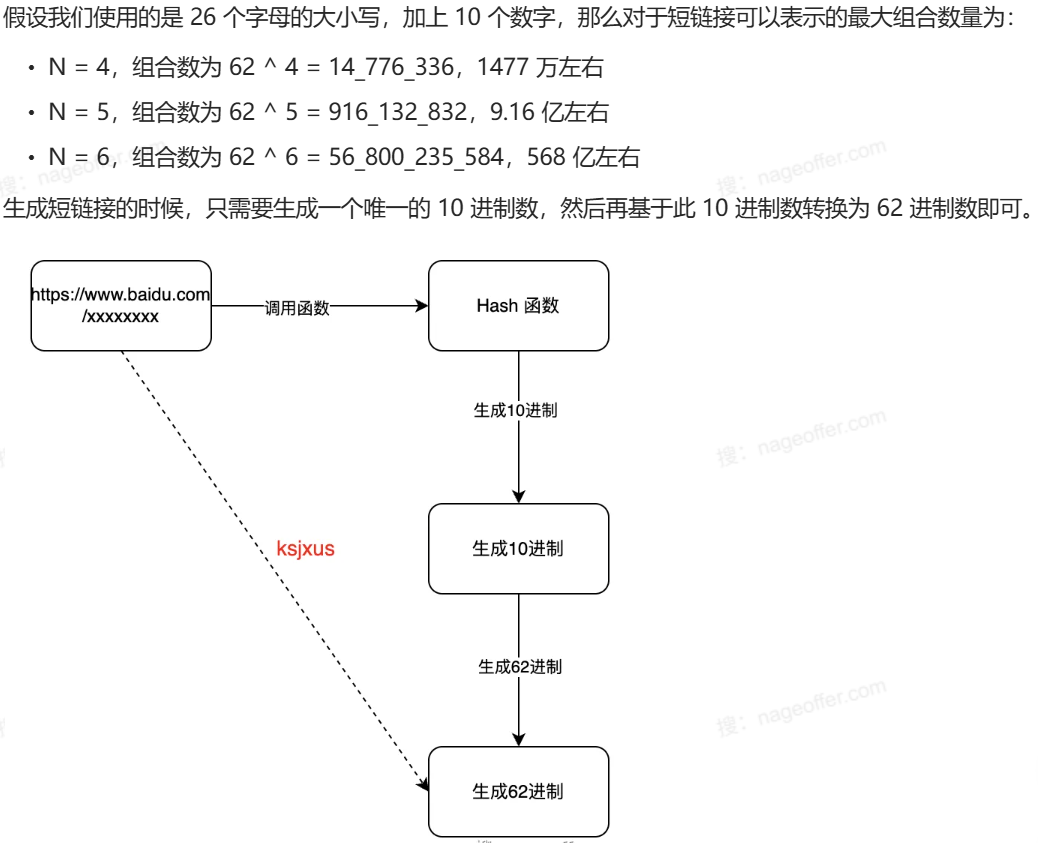 假设我们使用的是 26 个字母的大小写，加上 10 个数字，那么对于短链接可以表示的最大组合数量为：
• N = 4，组合数为 62 ^ 4 = 14_776_336，1477 万左右
• N = 5，组合数为 62 ^ 5 = 916_132_832，9.16 亿左右
• N = 6，组合数为 62 ^ 6 = 56_800_235_584，568 亿左右
搜：nageoffer.com
搜：nageoffer.com
生成短链接的时候，只需要生成一个唯一的 10 进制数，然后再基于此 10 进制数转换为 62 进制数即可。
https://www.baidu.com
/xxxxxxxx
调用函数
Hash 函数
生成10进制
搜：nageoffer.com
生成10进制
ksjxus
生成62进制
搜：nageoffer.com
生成62进制